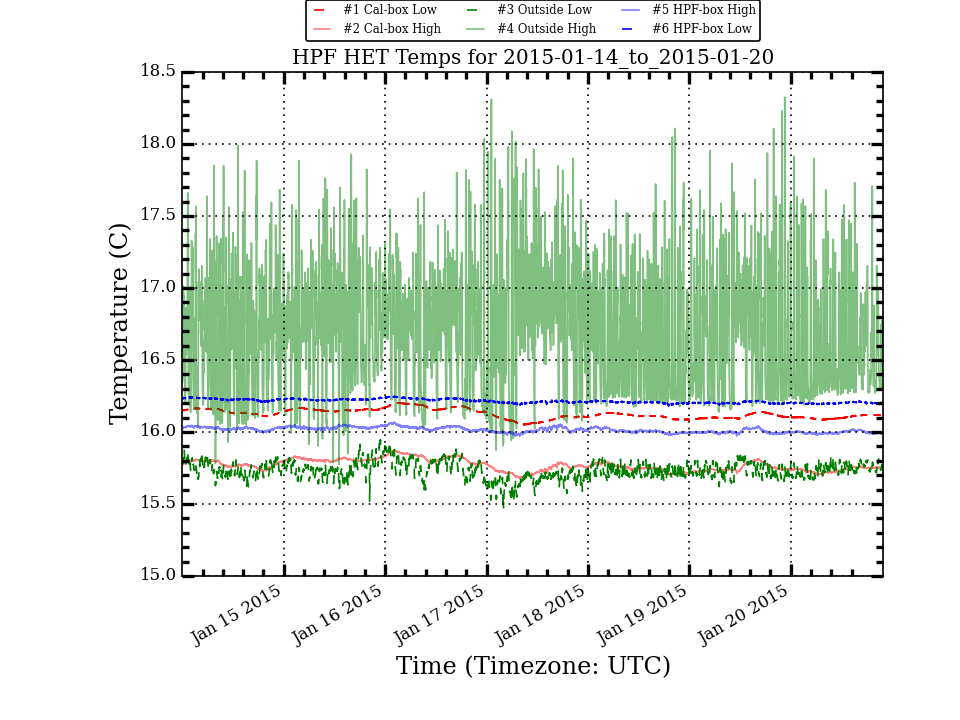 #1 Cal-box Low #3 Outside Low #5 HPF-box High
#2 Cal-box High #4 Outside High #6 HPF-box Low
HPF HET Temps for 2015-01-14_to_2015-01-20
18.5
18.0
17.5
17.0
16.5
16.0
15.5
15.0
Temperature (C)
Jan 15 2015 Jan 16 2015 Jan 17 2015 Jan 18 2015 Jan 19 2015 Jan 20 2015
Time (Timezone: UTC)